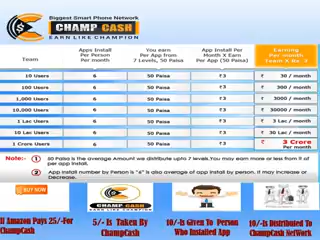 Biggest Smart Phone Network
CHAMP CASH
EARN LIKE CHAMPION
Team
Apps Install
Per Person
Per Month
You earn
Per App from
7 Levels, 50 Paisa
App Install Per
Month X Earn
Per App (50 Paisa)
Earning
Per month
Team X Rs. 3
10 Users 6 50 Paisa ₹3 ₹ 30 / month
100 Users 6 50 Paisa ₹3 ₹ 300 / month
1,000 Users 6 50 Paisa ₹3 ₹ 3000 / month
10,000 Users 6 50 Paisa ₹3 ₹ 30000 / month
1 Lac Users 6 50 Paisa ₹3 ₹ 3 Lac / month
10 Lac Users 6 50 Paisa ₹3 ₹ 30 Lac / month
1 Crore Users 6 50 Paisa ₹3 ₹ 3 Crore
Per month
Note:- 1 50 Paisa is the average Amount we distribute upto 7 levels.You may earn more or less from it of
per app Install.
2 App install number by Person is "6" is also average of app install by person. It may Increase or
Decrease.
BUY NOW
CHAMP CASH
If Amazon Pays 25/-For
ChampCash
5/-Is Taken By
ChampCash
10/-Is Given To Person
Who Installed App
10/-Is Distributed To
ChampCash NetWork